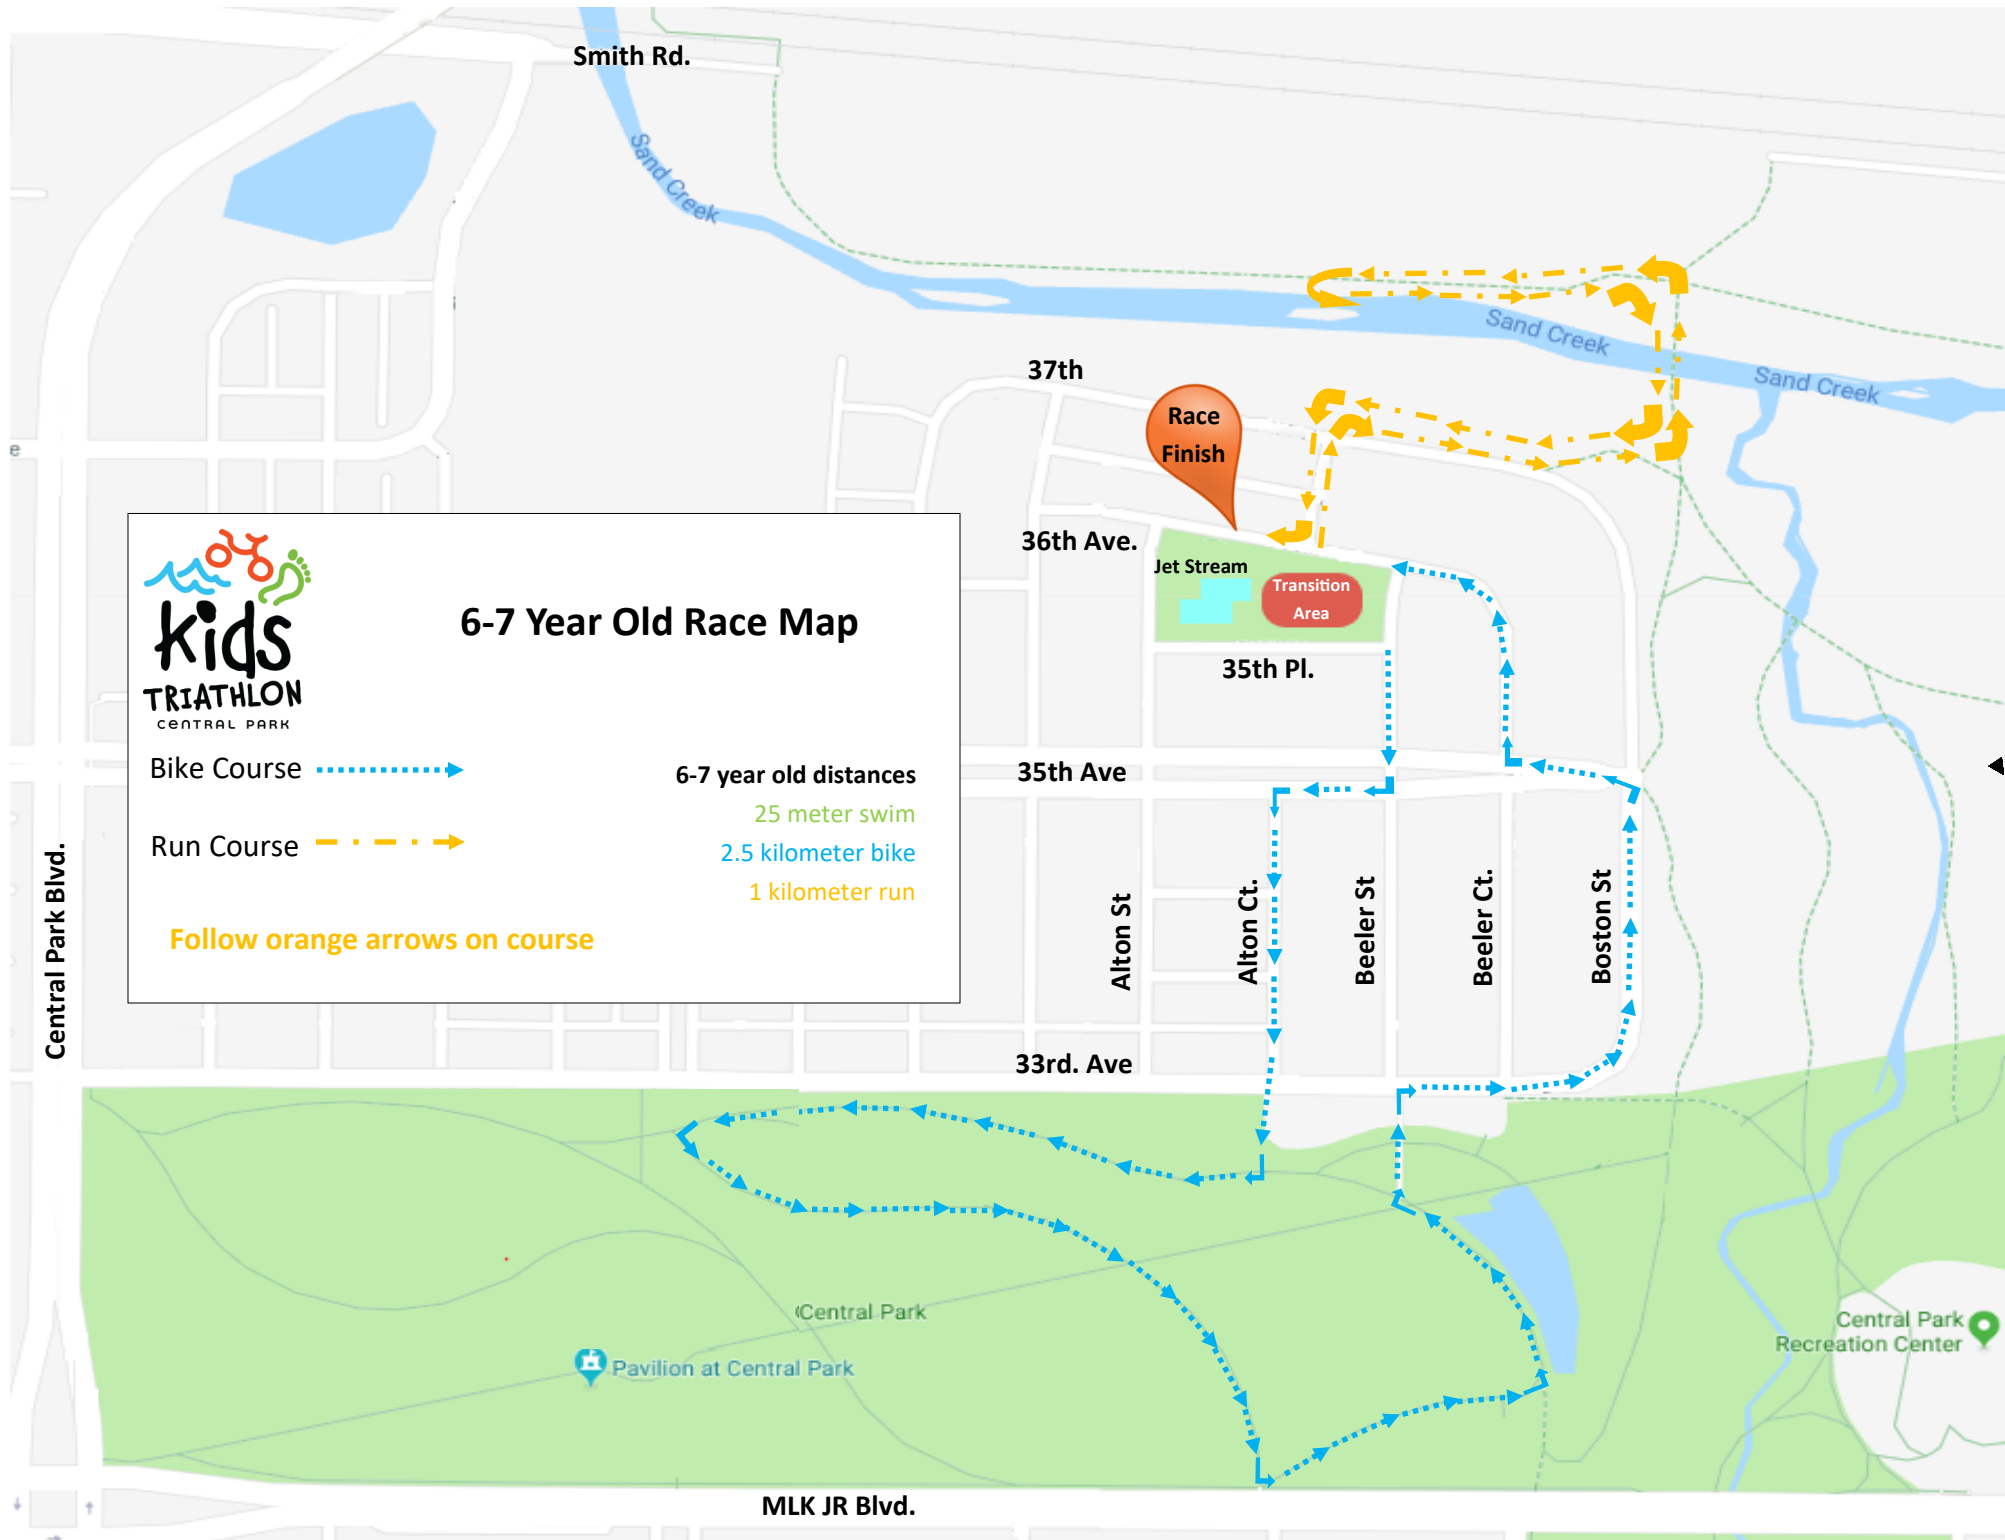 Smith Rd.
Sand Creek
Sand Creek
Sand Creek
37th
Race
Finish
36th Ave.
Jet Stream
Transition
Area
35th Pl.
kids
TRIATHLON
CENTRAL PARK
6-7 Year Old Race Map
Bike Course
Run Course
6-7 year old distances
25 meter swim
2.5 kilometer bike
1 kilometer run
Follow orange arrows on course
35th Ave
Central Park Blvd.
Alton St
Alton Ct.
Beeler St
Beeler Ct.
Boston St
33rd. Ave
Central Park
Pavilion at Central Park
Central Park
Recreation Center
MLK JR Blvd.